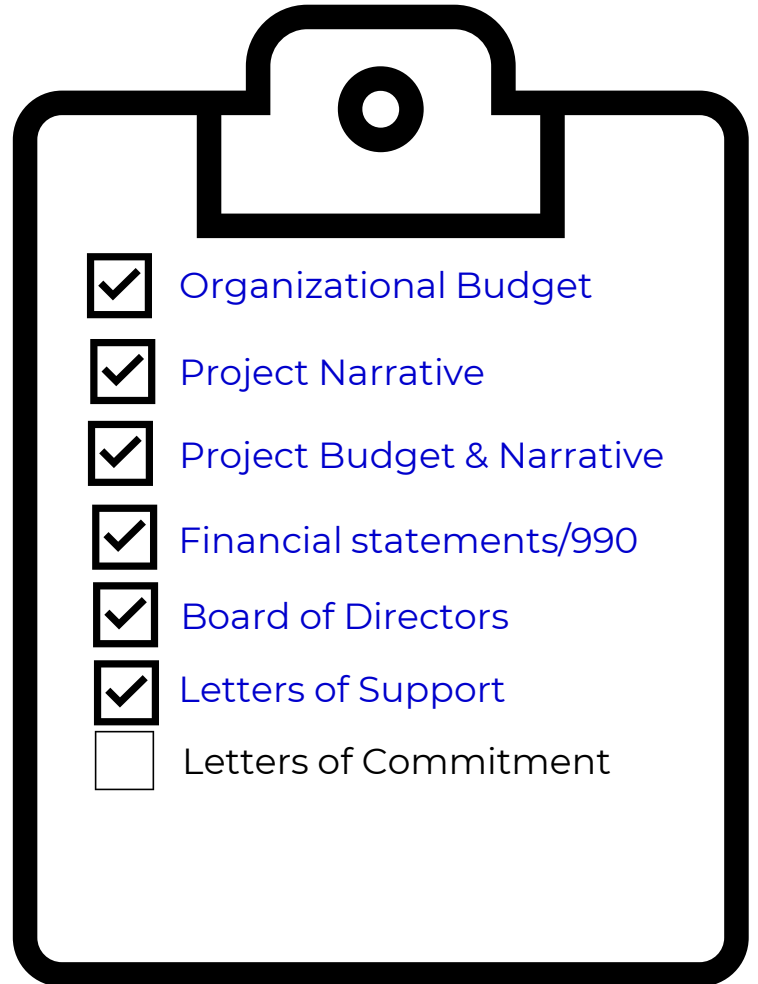 Organizational Budget
Project Narrative
Project Budget & Narrative
Financial statements/990
Board of Directors
Letters of Support
Letters of Commitment